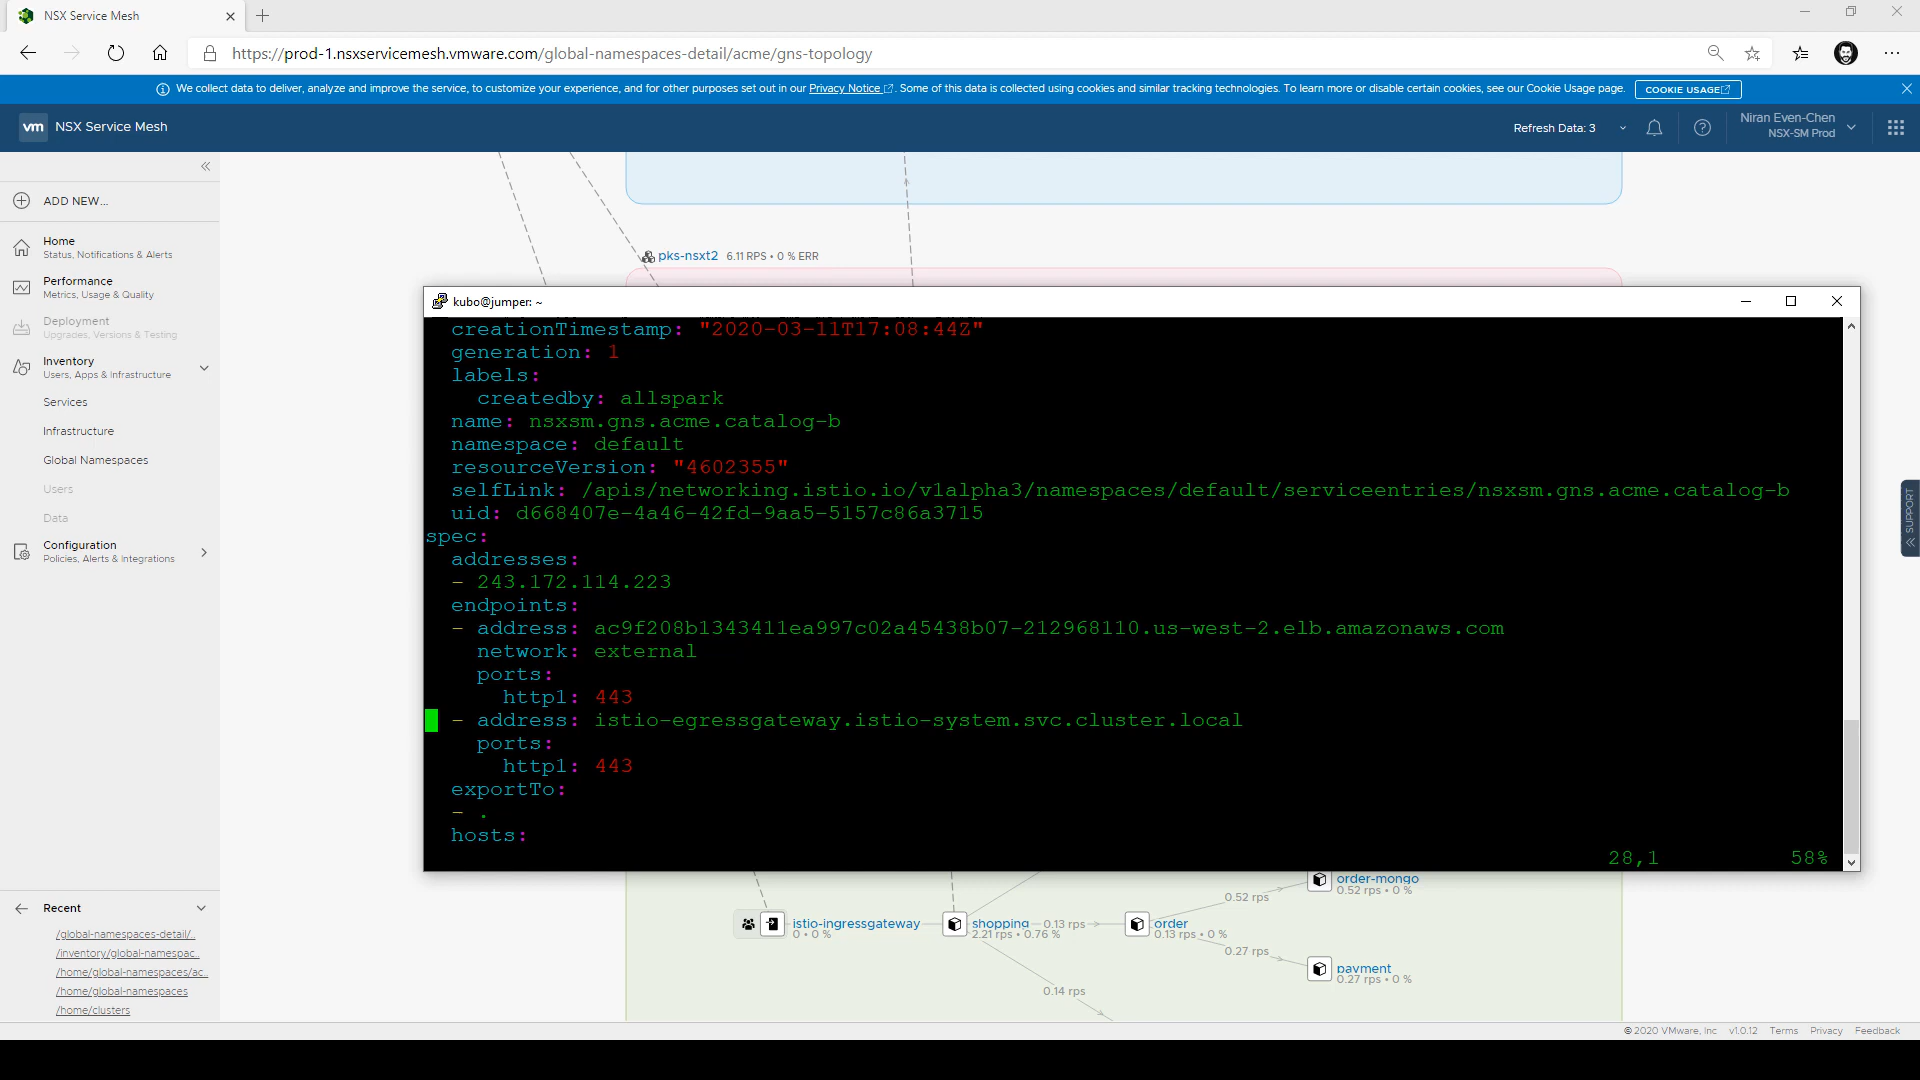 NSX Service Mesh
https://prod-1.nsxservicemesh.vmware.com/global-namespaces-detail/acme/gns-topology
We collect data to deliver, analyze and improve the service, to customize your experience, and for other purposes set out in our Privacy Notice . Some of this data is collected using cookies and similar tracking technologies. To learn more or disable certain cookies, see our Cookie Usage page.
COOKIE USAGE
vm NSX Service Mesh
Refresh Data: 3
Niran Even-Chen
NSX-SM Prod
ADD NEW...
Home
Status, Notifications & Alerts
Performance
Metrics, Usage & Quality
Deployment
Upgrades, Versions & Testing
Inventory
Users, Apps & Infrastructure
Services
Infrastructure
Global Namespaces
Users
Data
Configuration
Policies, Alerts & Integrations
Recent
/global-namespaces-detail/..
/inventory/global-namespac..
/home/global-namespaces/ac..
/home/global-namespaces
/home/clusters
pks-nsxt2 6.11 RPS • 0 % ERR
kubo@jumper: ~
creationTimestamp: "2020-03-11T17:08:44Z"
generation: 1
labels:
createdby: allspark
name: nsxsm.gns.acme.catalog-b
namespace: default
resourceVersion: "4602355"
selfLink: /apis/networking.istio.io/v1alpha3/namespaces/default/serviceentries/nsxsm.gns.acme.catalog-b
uid: d668407e-4a46-42fd-9aa5-5157c86a3715
spec:
addresses:
- 243.172.114.223
endpoints:
- address: ac9f208b1343411ea997c02a45438b07-212968110.us-west-2.elb.amazonaws.com
network: external
ports:
http1: 443
- address: istio-egressgateway.istio-system.svc.cluster.local
ports:
http1: 443
exportTo:
- .
hosts:
28,1 58%
SUPPORT
order-mongo
0.52 rps • 0 %
0.52 rps
istio-ingressgateway
0 • 0 %
shopping
2.21 rps • 0.76 %
0.13 rps
order
0.13 rps • 0 %
0.27 rps
payment
0.27 rps • 0 %
0.14 rps
© 2020 VMware, Inc v1.0.12 Terms Privacy Feedback